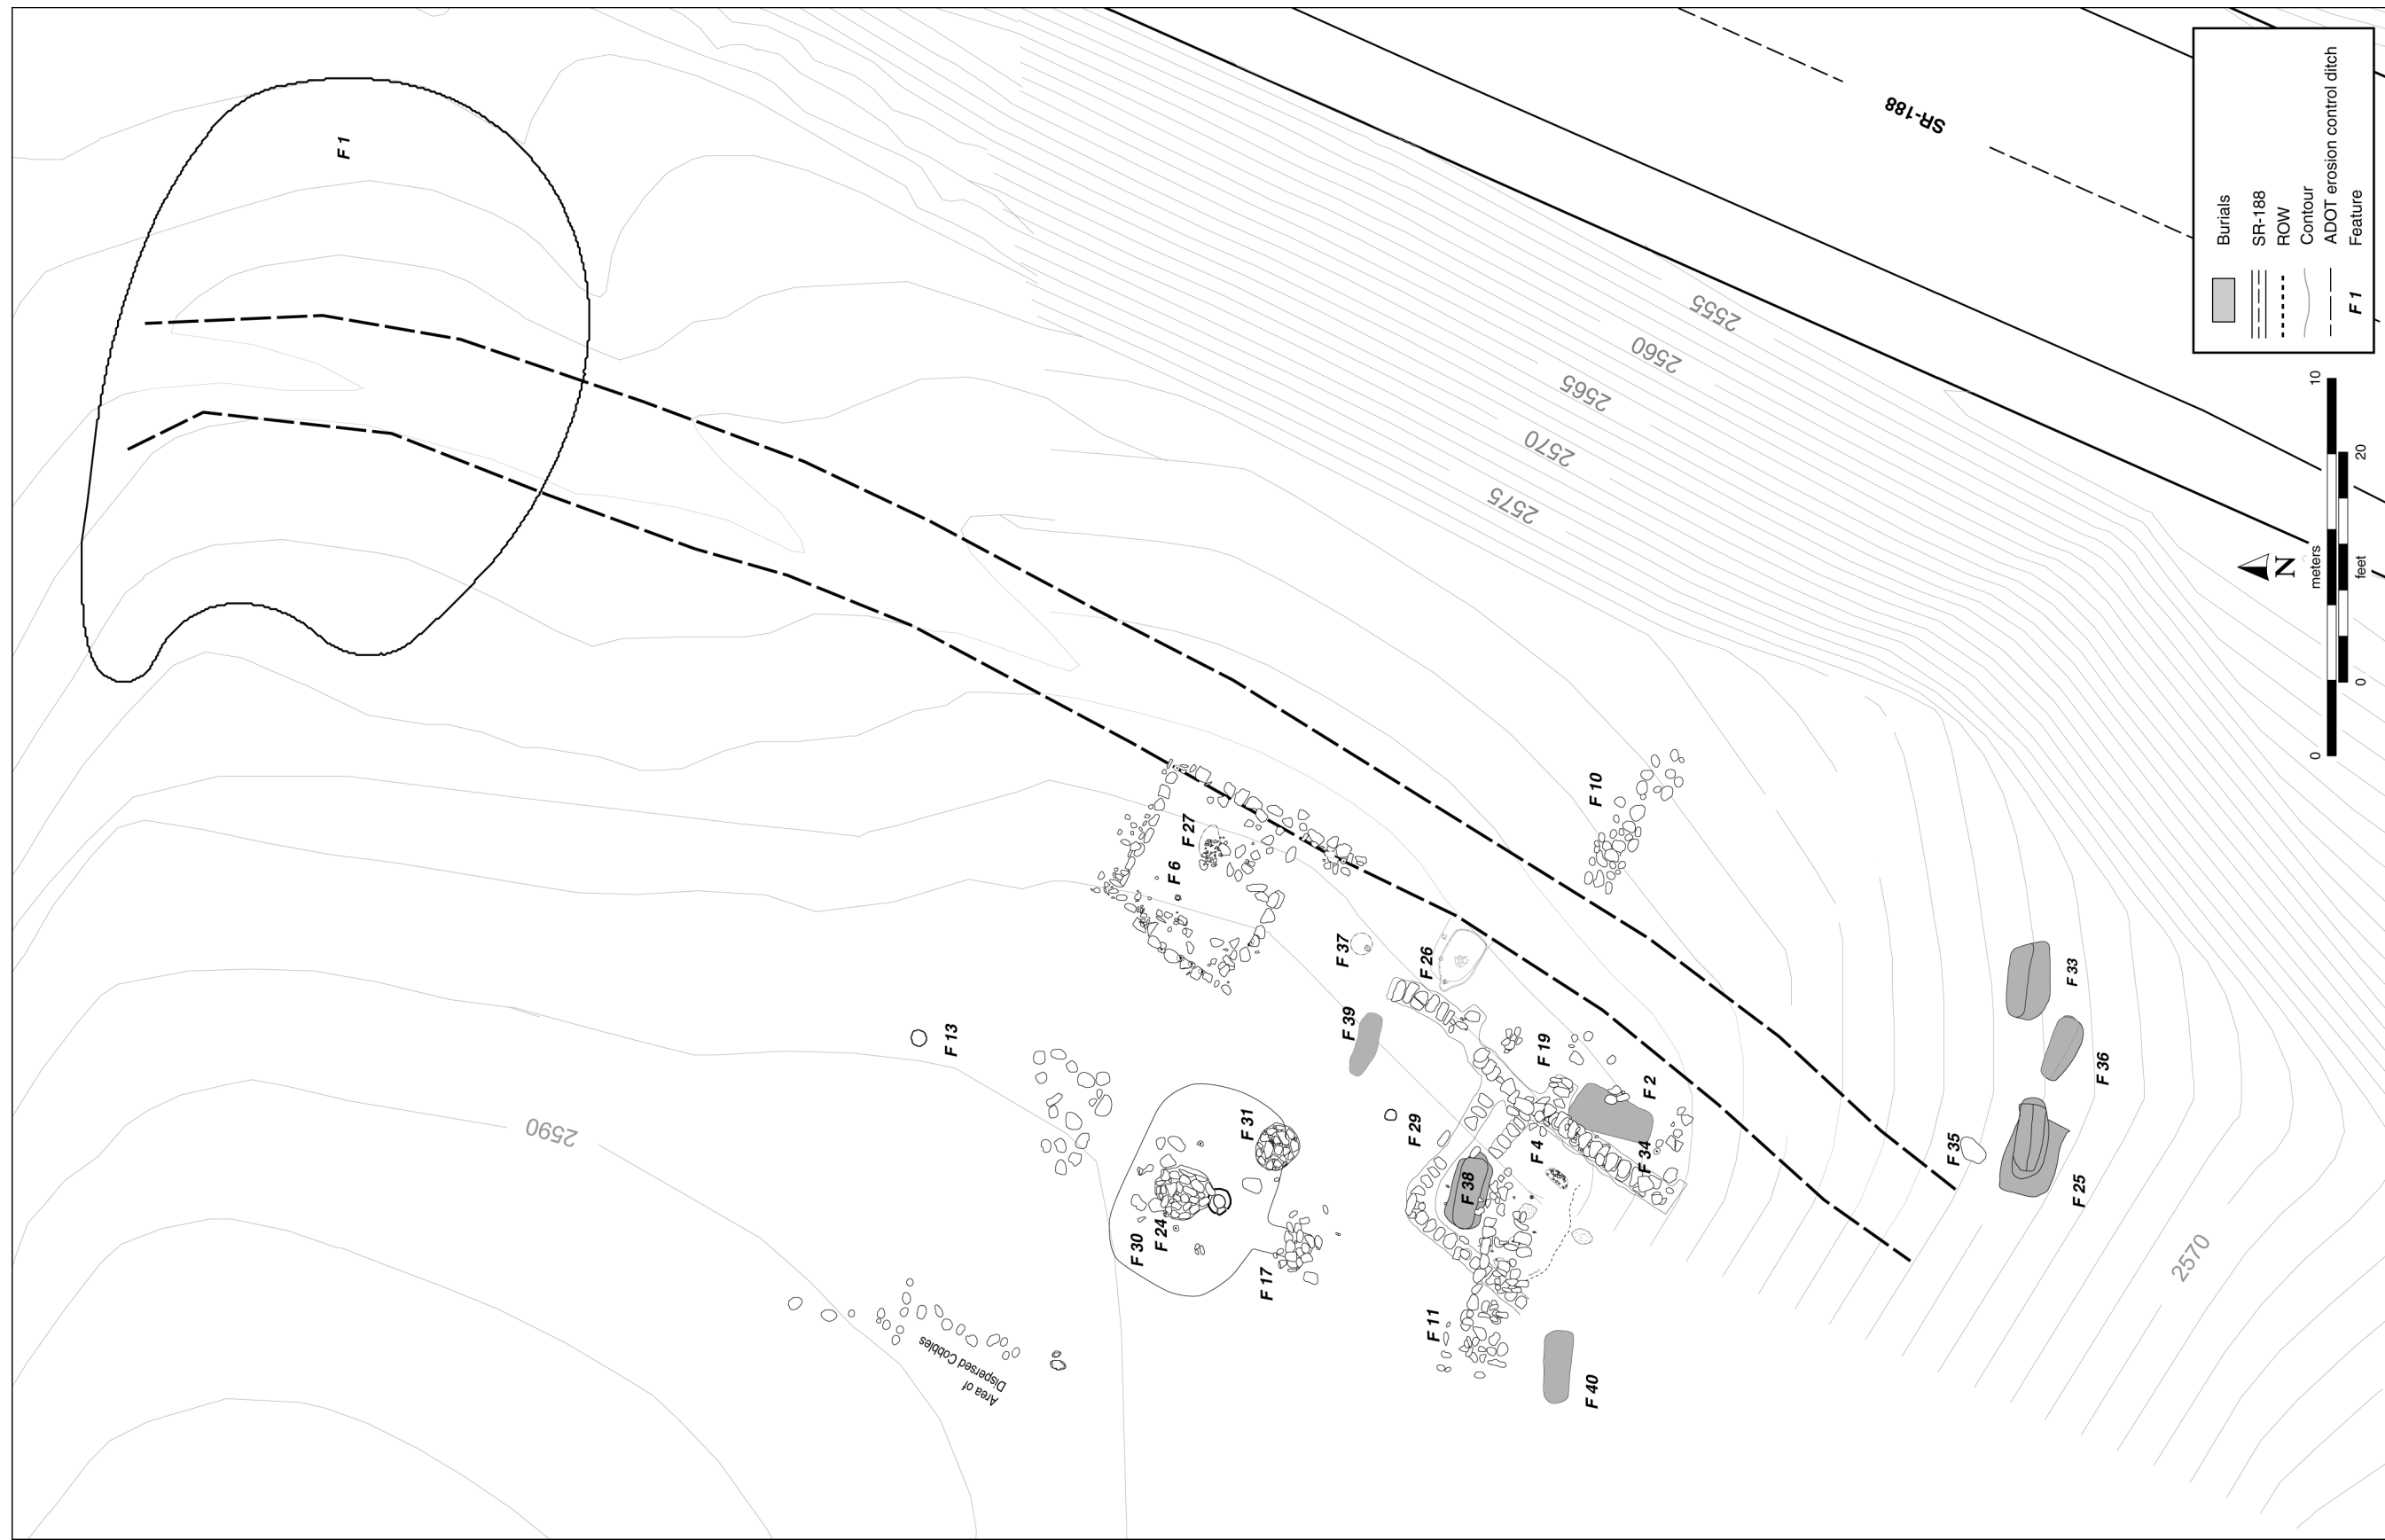 F 1
SR-188
Burials
SR-188
ROW
Contour
ADOT erosion control ditch
F 1 Feature
2555
2560
2565
2570
2575
10
20
meters
feet
N
0
0
F 27
F 6
F 10
F 37
F 26
F 13
F 39
F 19
F 2
F 33
F 36
F 35
F 25
2590
F 31
F 29
F 4
F 34
F 38
F 30
F 24
F 17
F 11
F 40
Area of
Dispersed Cobbles
2570